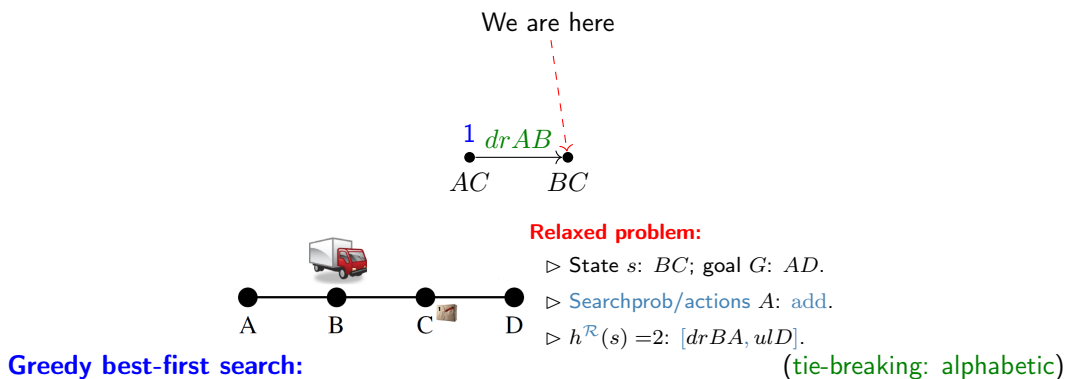 We are here
1 drAB
AC BC
Relaxed problem:
▷ State s: BC; goal G: AD.
▷ Searchprob/actions A: add.
▷ h^R(s) =2: [drBA, ulD].
A B C D
Greedy best-first search: (tie-breaking: alphabetic)